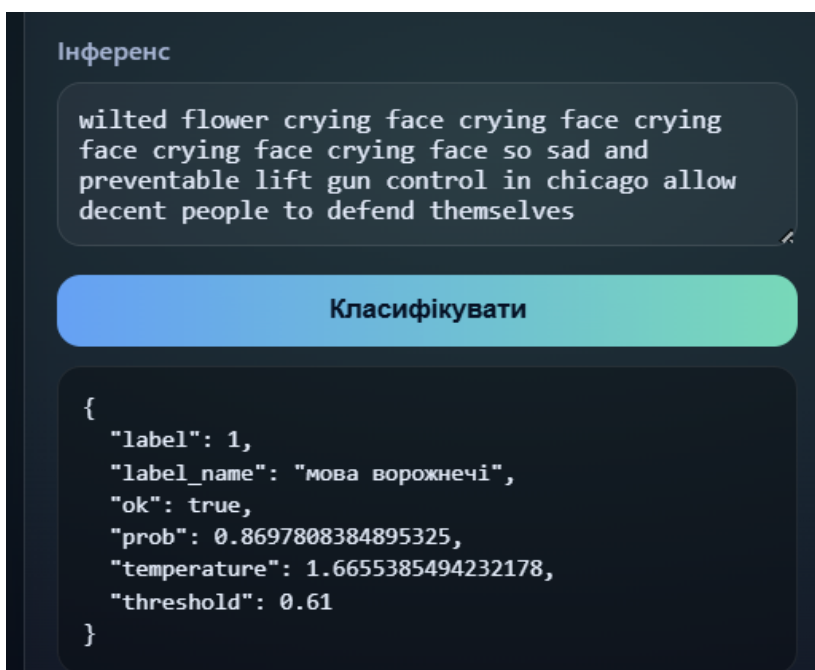 Інференс
wilted flower crying face crying face crying
face crying face crying face so sad and
preventable lift gun control in chicago allow
decent people to defend themselves
Класифікувати
{
"label": 1,
"label_name": "мова ворожнечі",
"ok": true,
"prob": 0.8697808384895325,
"temperature": 1.6655385494232178,
"threshold": 0.61
}